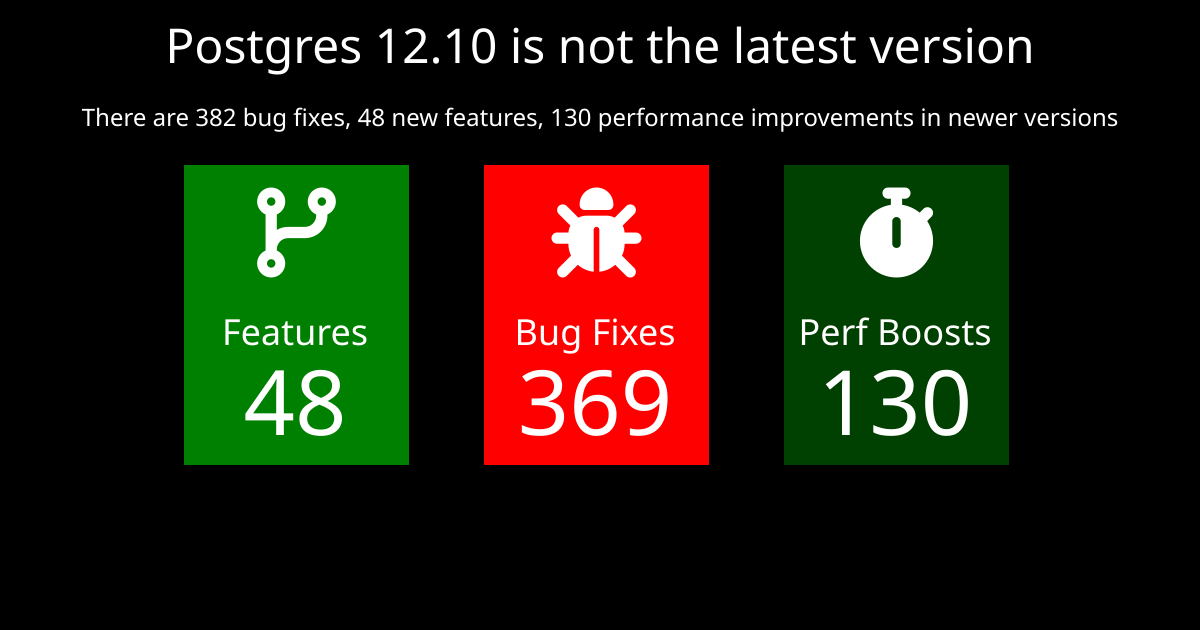 Postgres 12.10 is not the latest version
There are 382 bug fixes, 48 new features, 130 performance improvements in newer versions
Features
48
Bug Fixes
369
Perf Boosts
130